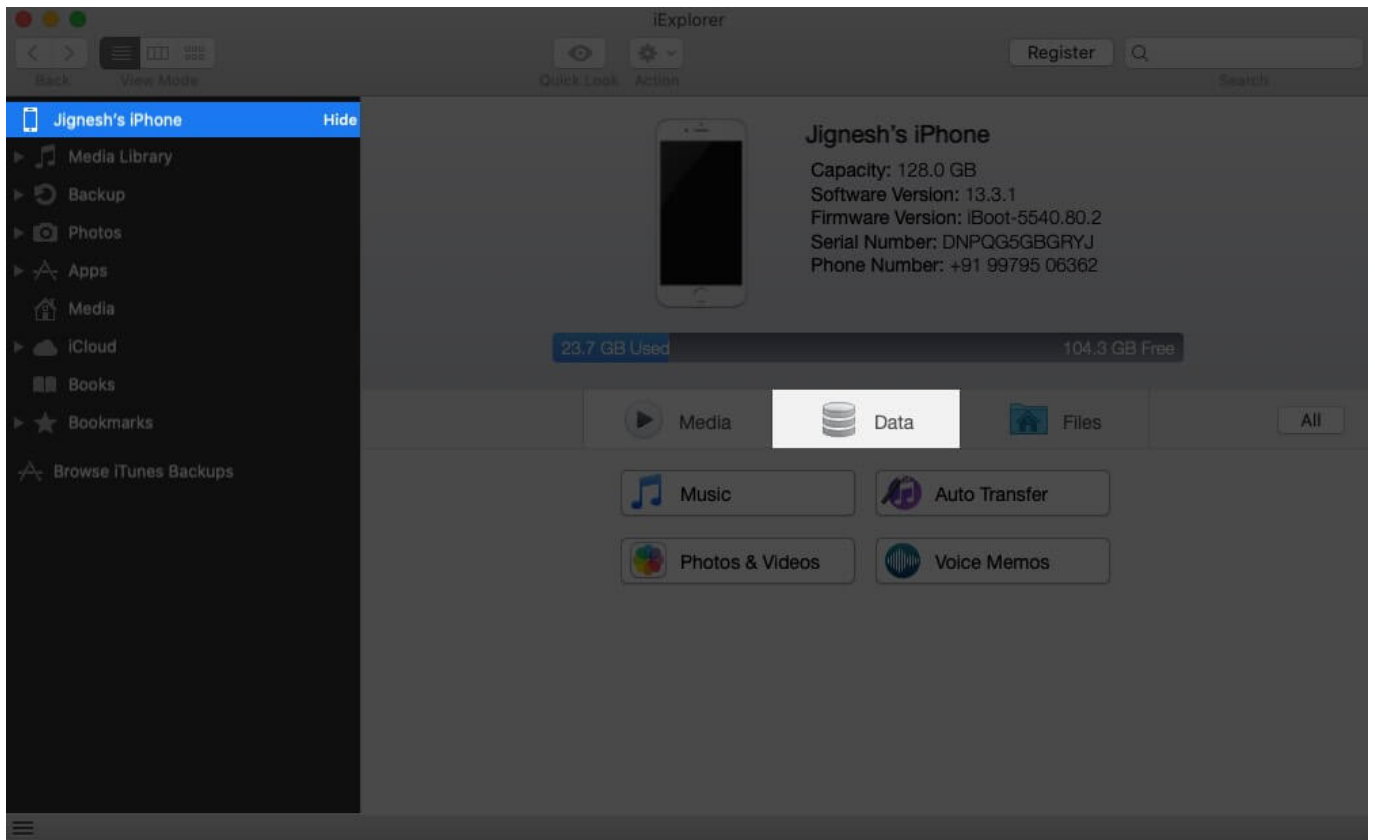 iExplorer
Register
Back View Mode Quick Look Action Search
Jignesh's iPhone Hide
Media Library
Backup
Photos
Apps
Media
iCloud
Books
Bookmarks
Browse iTunes Backups
Jignesh's iPhone
Capacity: 128.0 GB
Software Version: 13.3.1
Firmware Version: iBoot-5540.80.2
Serial Number: DNPQG5GBGRYJ
Phone Number: +91 99795 06362
23.7 GB Used 104.3 GB Free
Media Data Files All
Music Auto Transfer
Photos & Videos Voice Memos